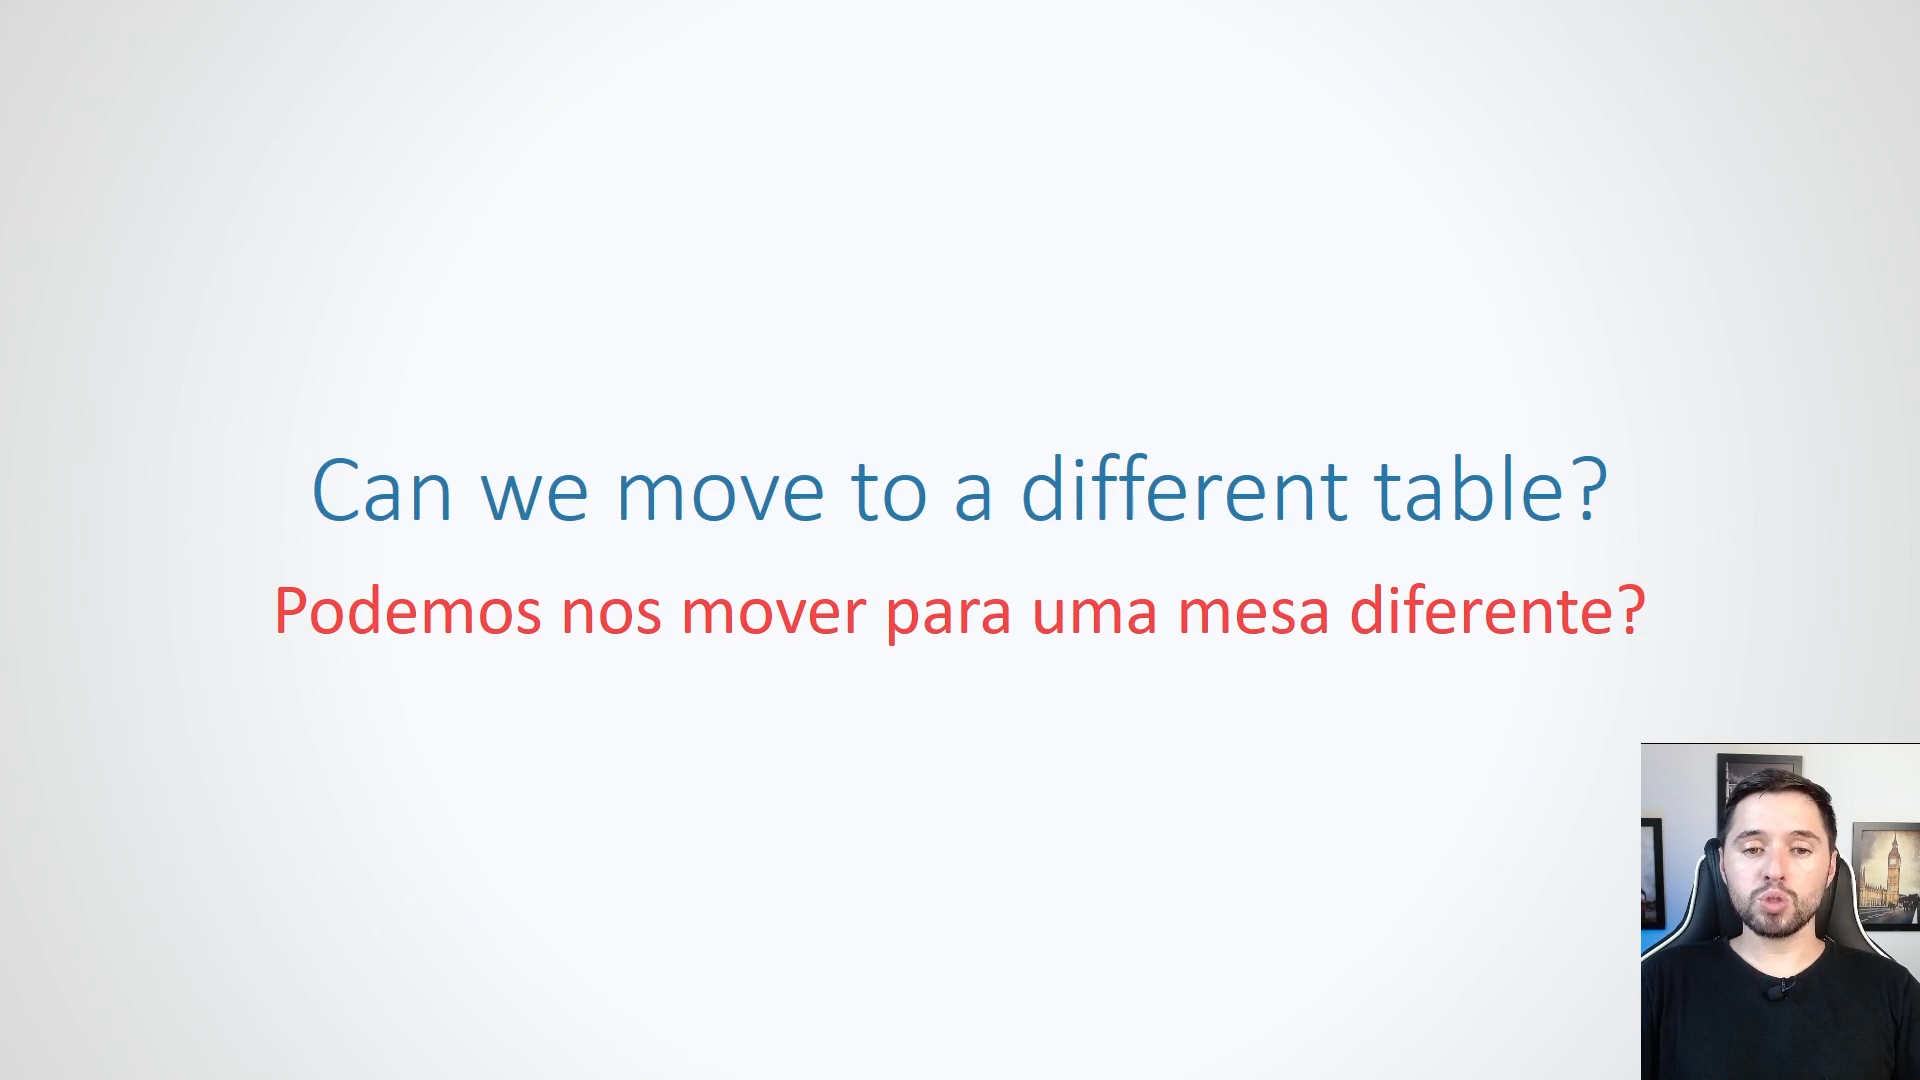 Can we move to a different table?
Podemos nos mover para uma mesa diferente?